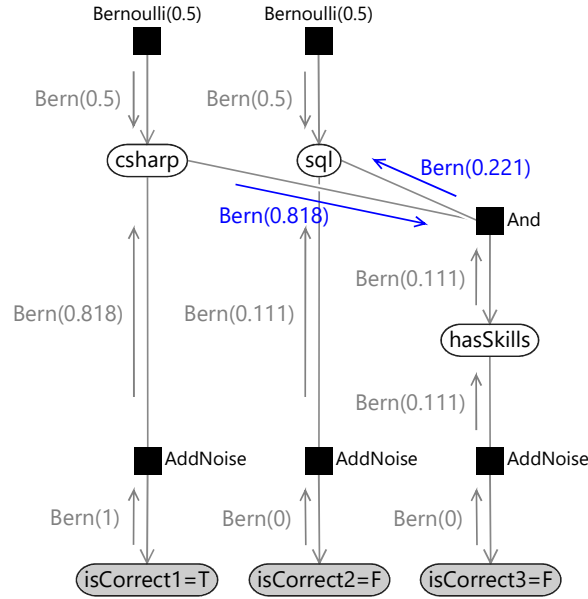 Bernoulli(0.5) Bernoulli(0.5)
Bern(0.5) Bern(0.5)
csharp sql
Bern(0.221)
Bern(0.818)
And
Bern(0.111)
Bern(0.818) Bern(0.111)
hasSkills
Bern(0.111)
AddNoise AddNoise AddNoise
Bern(1) Bern(0) Bern(0)
isCorrect1=T isCorrect2=F isCorrect3=F